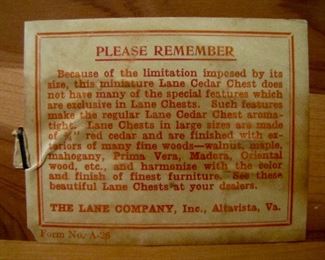 PLEASE REMEMBER
Because of the limitation imposed by its
size, this miniature Lane Cedar Chest does
not have many of the special features which
are exclusive in Lane Chests. Such features
make the regular Lane Cedar Chest aroma-
tight. Lane Chests in large sizes are made
of ¾" red cedar and are finished with ex-
teriors of many fine woods—walnut, maple,
mahogany, Prima Vera, Madera, Oriental
wood, etc., and harmonize with the color
and finish of finest furniture. See these
beautiful Lane Chests at your dealers.
THE LANE COMPANY, Inc., Altavista, Va.
Form No. A-26